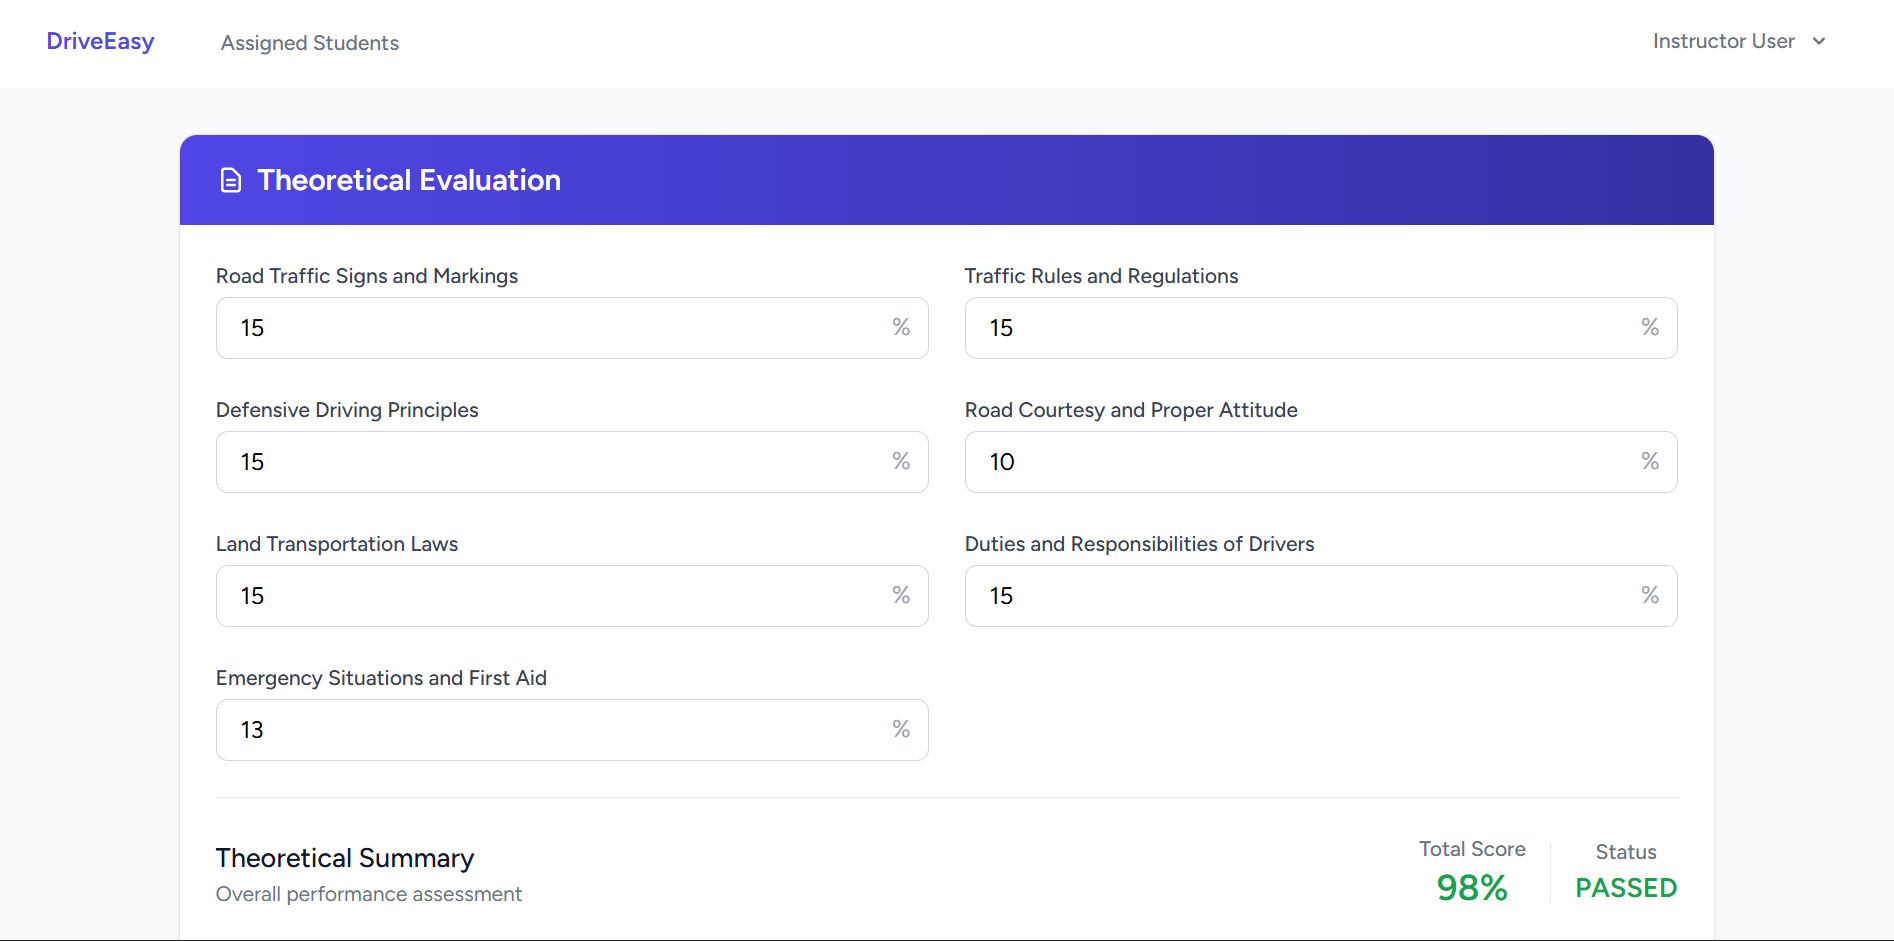 DriveEasy
Assigned Students
Instructor User
Theoretical Evaluation
Road Traffic Signs and Markings
Traffic Rules and Regulations
15 %
15 %
Defensive Driving Principles
Road Courtesy and Proper Attitude
15 %
10 %
Land Transportation Laws
Duties and Responsibilities of Drivers
15 %
15 %
Emergency Situations and First Aid
13 %
Theoretical Summary
Overall performance assessment
Total Score
98%
Status
PASSED